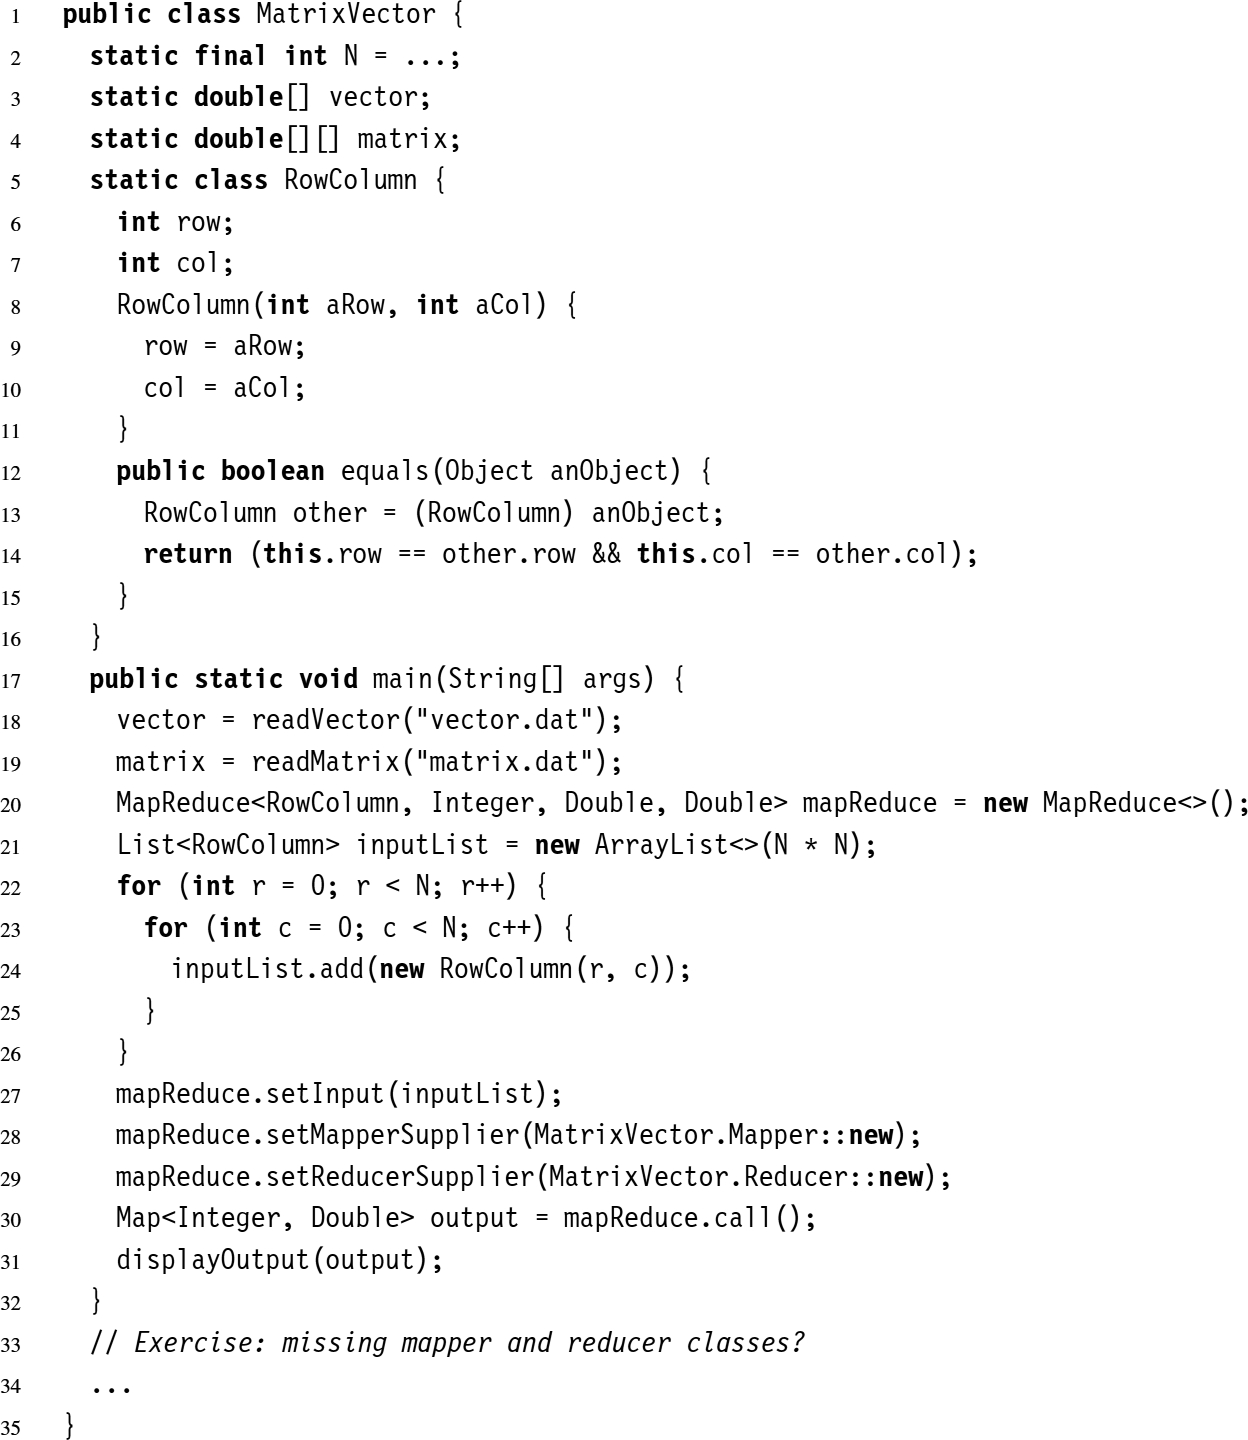 1 public class MatrixVector {
2 static final int N = ...;
3 static double[] vector;
4 static double[][] matrix;
5 static class RowColumn {
6 int row;
7 int col;
8 RowColumn(int aRow, int aCol) {
9 row = aRow;
10 col = aCol;
11 }
12 public boolean equals(Object anObject) {
13 RowColumn other = (RowColumn) anObject;
14 return (this.row == other.row && this.col == other.col);
15 }
16 }
17 public static void main(String[] args) {
18 vector = readVector("vector.dat");
19 matrix = readMatrix("matrix.dat");
20 MapReduce<RowColumn, Integer, Double, Double> mapReduce = new MapReduce<>();
21 List<RowColumn> inputList = new ArrayList<>(N * N);
22 for (int r = 0; r < N; r++) {
23 for (int c = 0; c < N; c++) {
24 inputList.add(new RowColumn(r, c));
25 }
26 }
27 mapReduce.setInput(inputList);
28 mapReduce.setMapperSupplier(MatrixVector.Mapper::new);
29 mapReduce.setReducerSupplier(MatrixVector.Reducer::new);
30 Map<Integer, Double> output = mapReduce.call();
31 displayOutput(output);
32 }
33 // Exercise: missing mapper and reducer classes?
34 ...
35 }